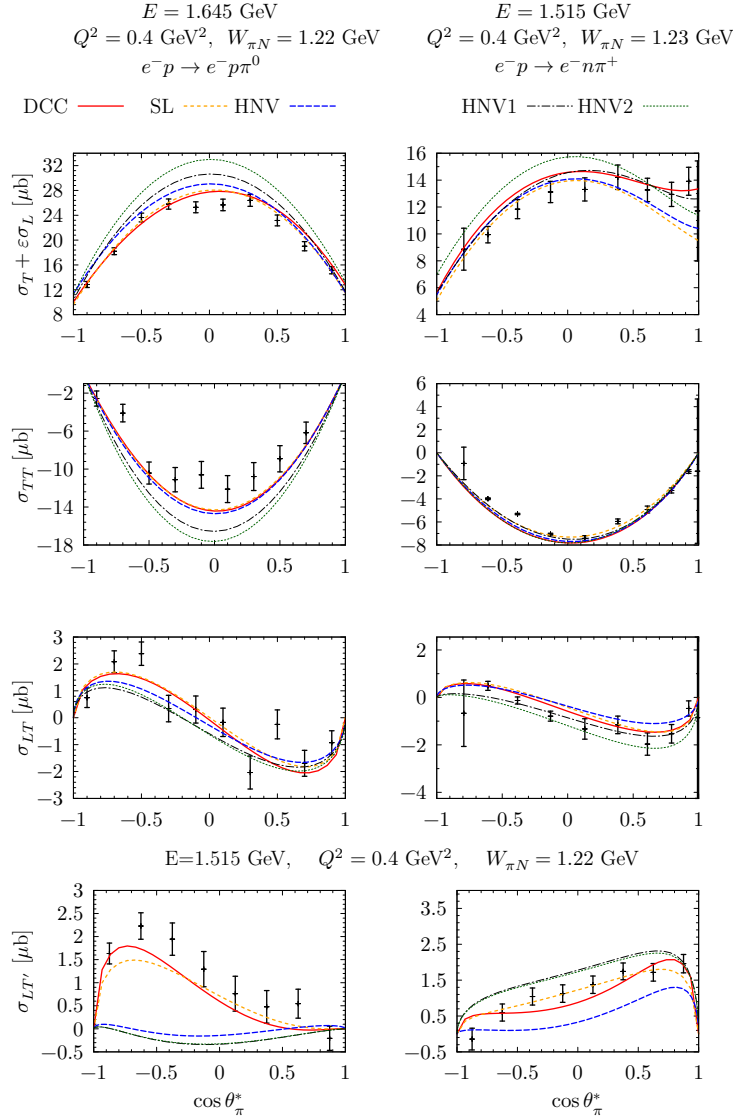 E = 1.645 GeV
Q² = 0.4 GeV², W_πN = 1.22 GeV
e⁻p → e⁻pπ⁰
E = 1.515 GeV
Q² = 0.4 GeV², W_πN = 1.23 GeV
e⁻p → e⁻nπ⁺
DCC SL HNV HNV1 HNV2
σ_T + εσ_L [μb]
32
28
24
20
16
12
8
−1 −0.5 0 0.5 1
16
14
12
10
8
6
4
−1 −0.5 0 0.5 1
σ_TT [μb]
−2
−6
−10
−14
−18
−1 −0.5 0 0.5 1
6
4
2
0
−2
−4
−6
−8
−1 −0.5 0 0.5 1
σ_LT [μb]
3
2
1
0
−1
−2
−3
−1 −0.5 0 0.5 1
2
0
−2
−4
−1 −0.5 0 0.5 1
E=1.515 GeV, Q² = 0.4 GeV², W_πN = 1.22 GeV
σ_LT′ [μb]
3
2.5
2
1.5
1
0.5
0
−0.5
−1 −0.5 0 0.5 1
cos θ*_π
3.5
2.5
1.5
0.5
−0.5
−1 −0.5 0 0.5 1
cos θ*_π